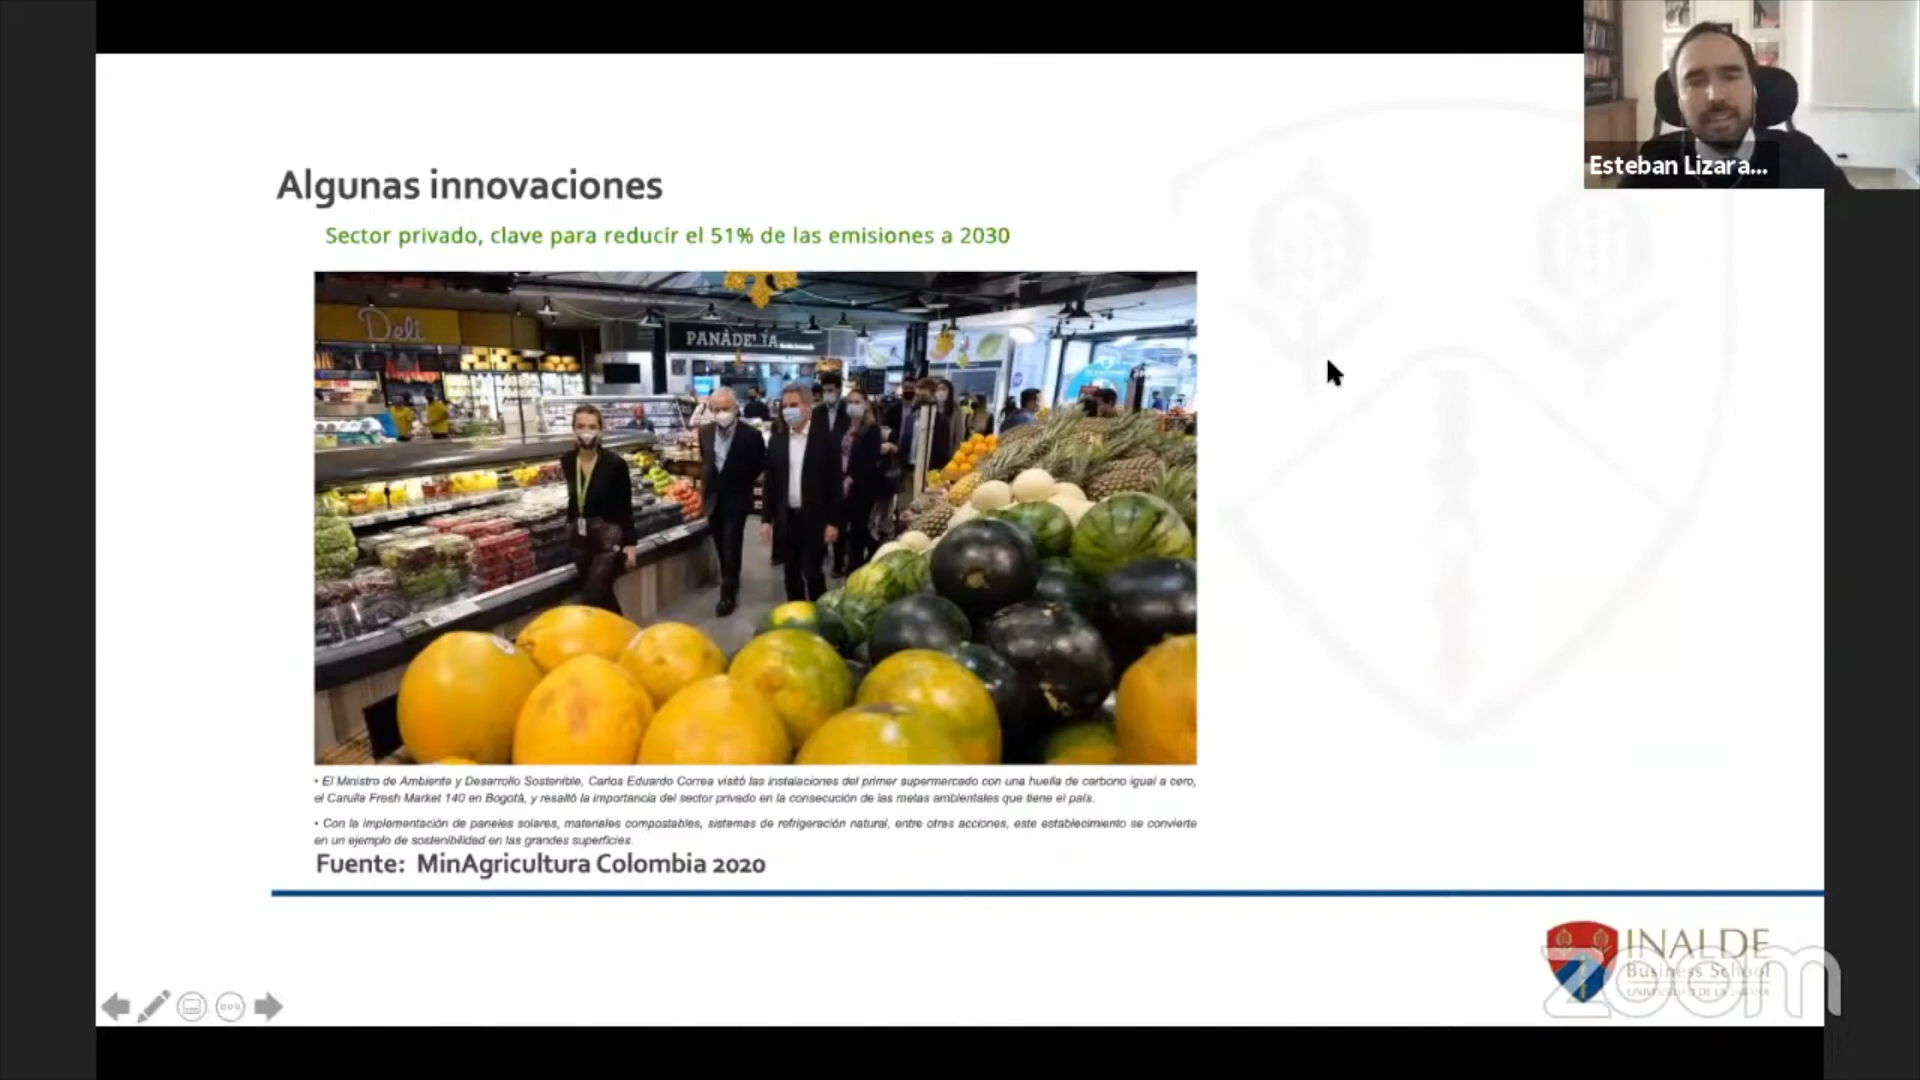 Esteban Lizara...
Algunas innovaciones
Sector privado, clave para reducir el 51% de las emisiones a 2030
Deli
• El Ministro de Ambiente y Desarrollo Sostenible, Carlos Eduardo Correa visitó las instalaciones del primer supermercado con una huella de carbono igual a cero,
el Carulla Fresh Market 140 en Bogotá, y resaltó la importancia del sector privado en la consecución de las metas ambientales que tiene el país.
• Con la implementación de paneles solares, materiales compostables, sistemas de refrigeración natural, entre otras acciones, este establecimiento se convierte
en un ejemplo de sostenibilidad en las grandes superficies.
Fuente: MinAgricultura Colombia 2020
INALDE
Business School
zoom